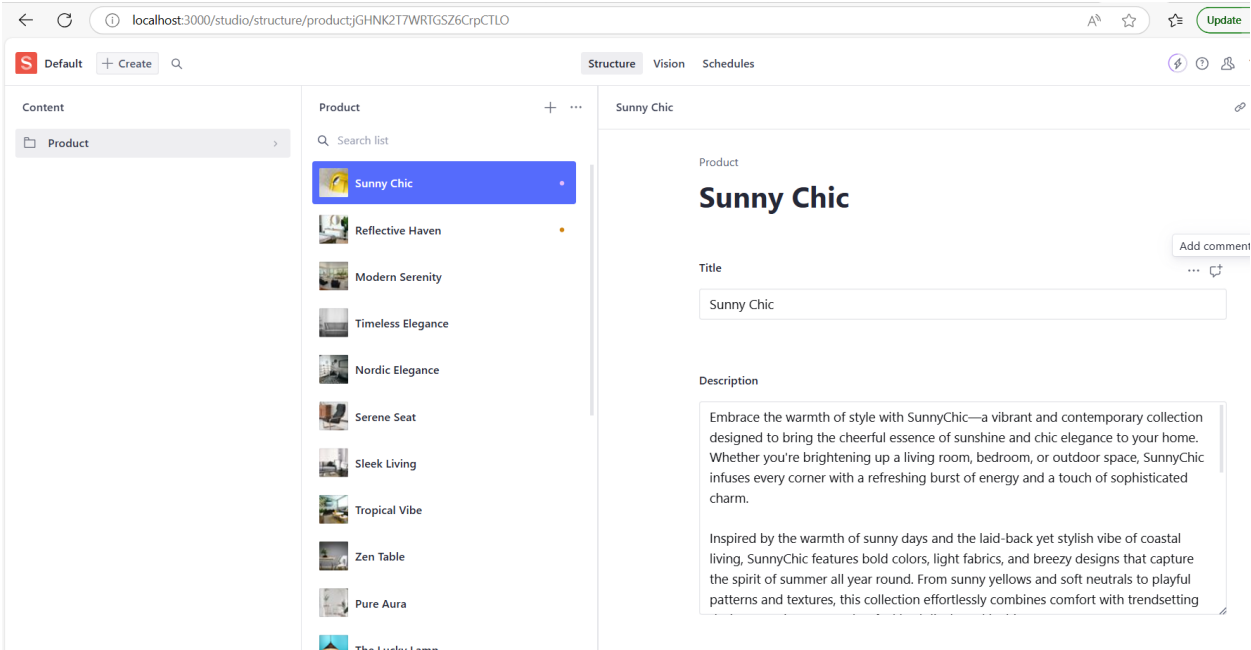 localhost:3000/studio/structure/product;jGHNK2T7WRTGSZ6CrpCTLO
Update
S Default
Create
Structure Vision Schedules
Content
Product
Product
Search list
Sunny Chic
Reflective Haven
Modern Serenity
Timeless Elegance
Nordic Elegance
Serene Seat
Sleek Living
Tropical Vibe
Zen Table
Pure Aura
The Lucky Lamp
Sunny Chic
Product
Sunny Chic
Add comment
Title
Sunny Chic
Description
Embrace the warmth of style with SunnyChic—a vibrant and contemporary collection
designed to bring the cheerful essence of sunshine and chic elegance to your home.
Whether you're brightening up a living room, bedroom, or outdoor space, SunnyChic
infuses every corner with a refreshing burst of energy and a touch of sophisticated
charm.
Inspired by the warmth of sunny days and the laid-back yet stylish vibe of coastal
living, SunnyChic features bold colors, light fabrics, and breezy designs that capture
the spirit of summer all year round. From sunny yellows and soft neutrals to playful
patterns and textures, this collection effortlessly combines comfort with trendsetting